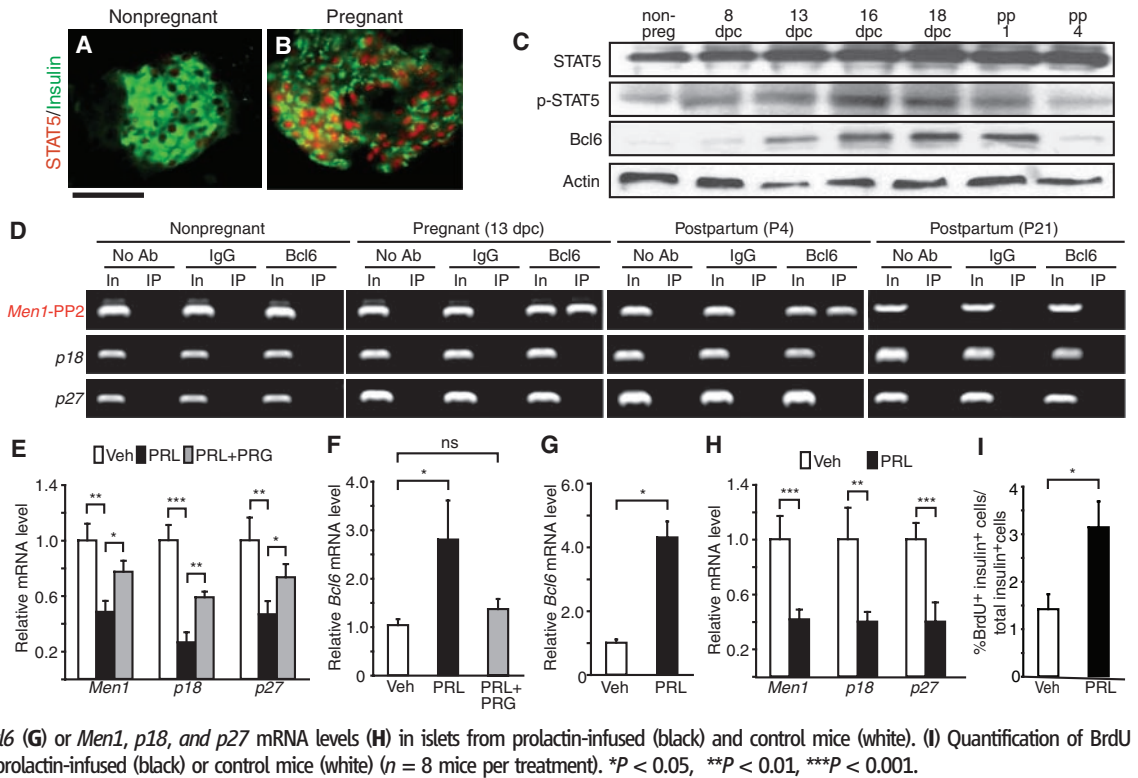 Nonpregnant Pregnant
A B
STAT5/Insulin
C
non-preg 8 dpc 13 dpc 16 dpc 18 dpc pp 1 pp 4
STAT5
p-STAT5
Bcl6
Actin
D
Nonpregnant Pregnant (13 dpc) Postpartum (P4) Postpartum (P21)
No Ab IgG Bcl6 No Ab IgG Bcl6 No Ab IgG Bcl6 No Ab IgG Bcl6
In IP In IP In IP In IP In IP In IP In IP In IP In IP In IP In IP In IP
Men1-PP2
p18
p27
E
Veh PRL PRL+PRG
Relative mRNA level
1.4
1.0
0.6
0.2
** *** **
* ** *
Men1 p18 p27
F
ns
*
Relative Bcl6 mRNA level
4.0
3.2
2.4
1.6
0.8
0
Veh PRL PRL+PRG
G
*
Relative Bcl6 mRNA level
6.0
4.0
2.0
0
Veh PRL
H
Veh PRL
Relative mRNA level
1.4
1.0
0.6
0.2
*** ** ***
Men1 p18 p27
I
*
%BrdU+ insulin+ cells/
total insulin+cells
4
3
2
1
0
Veh PRL
l6 (G) or Men1, p18, and p27 mRNA levels (H) in islets from prolactin-infused (black) and control mice (white). (I) Quantification of BrdU
prolactin-infused (black) or control mice (white) (n = 8 mice per treatment). *P < 0.05, **P < 0.01, ***P < 0.001.